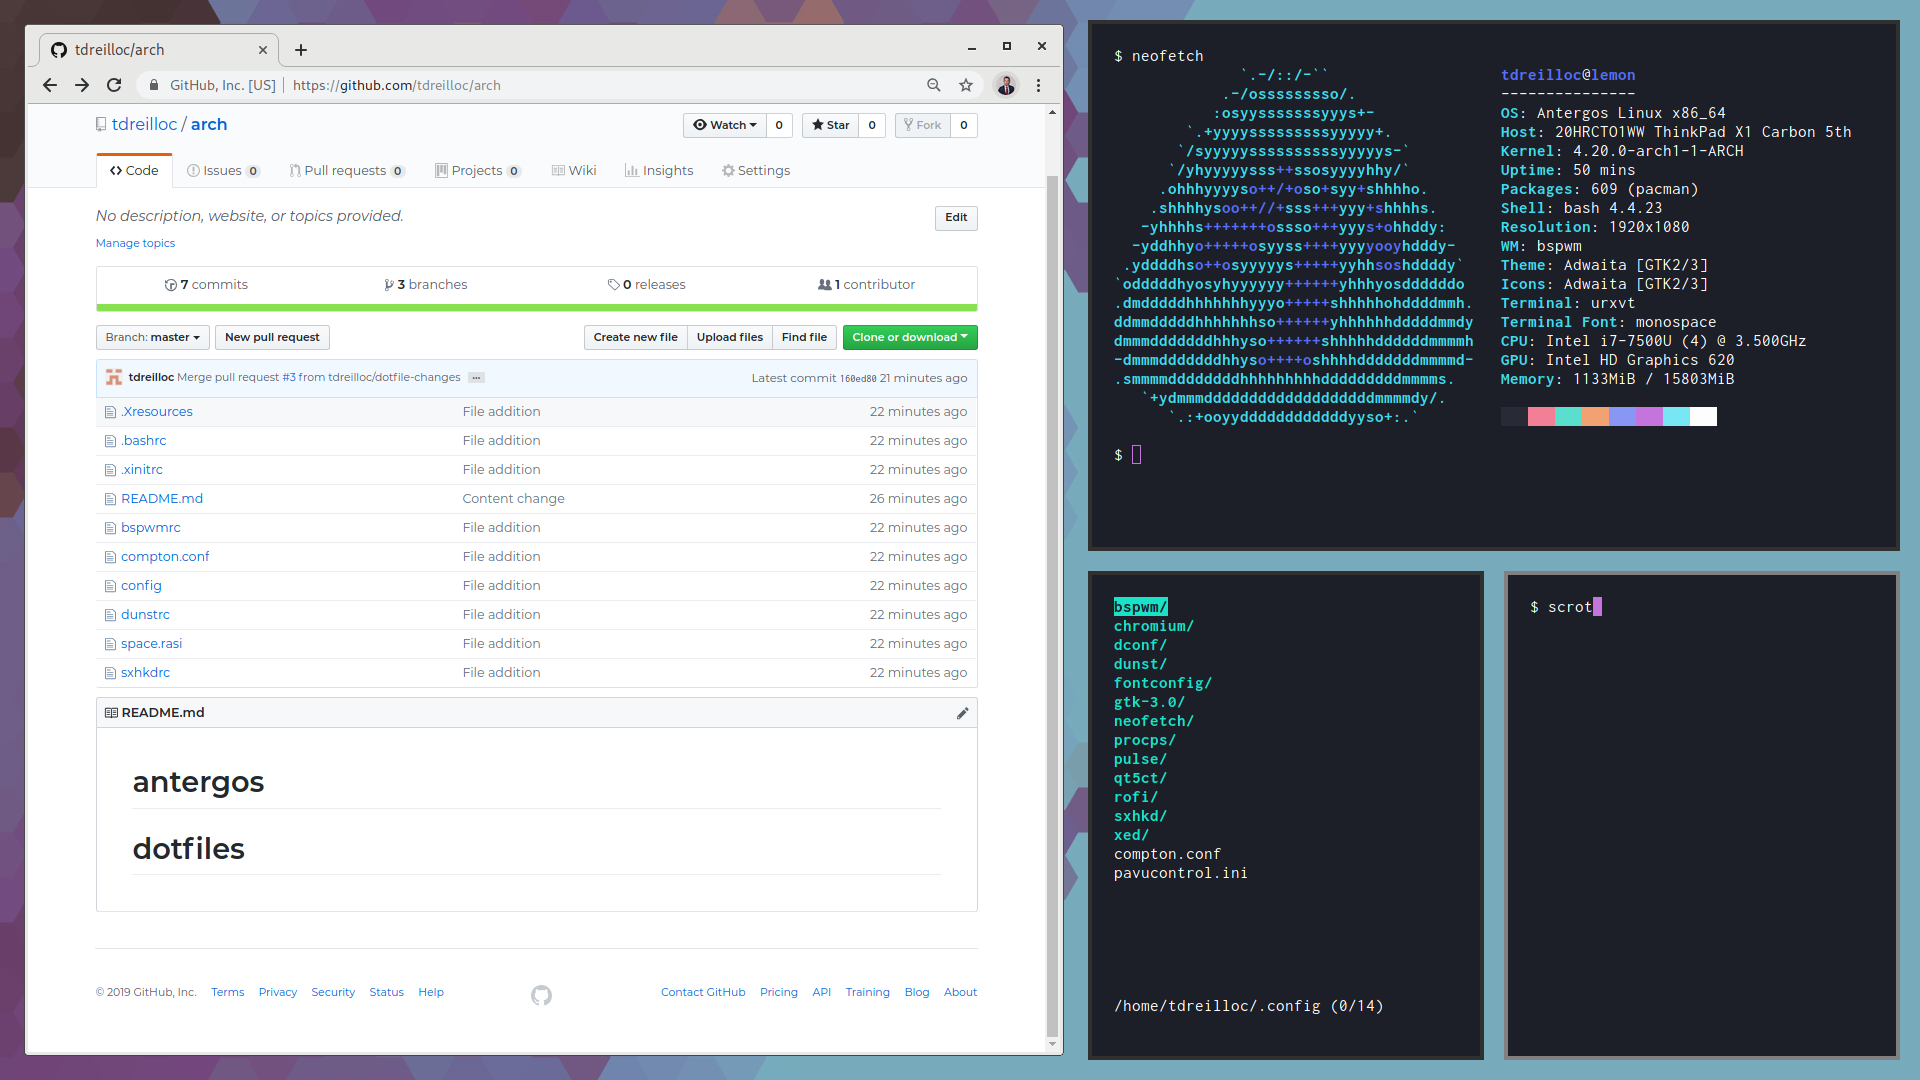 tdreilloc/arch
GitHub, Inc. [US] | https://github.com/tdreilloc/arch
tdreilloc / arch
Watch 0 Star 0 Fork 0
Code Issues 0 Pull requests 0 Projects 0 Wiki Insights Settings
No description, website, or topics provided. Edit
Manage topics
7 commits 3 branches 0 releases 1 contributor
Branch: master New pull request Create new file Upload files Find file Clone or download
tdreilloc Merge pull request #3 from tdreilloc/dotfile-changes … Latest commit 160ed80 21 minutes ago
.Xresources File addition 22 minutes ago
.bashrc File addition 22 minutes ago
.xinitrc File addition 22 minutes ago
README.md Content change 26 minutes ago
bspwmrc File addition 22 minutes ago
compton.conf File addition 22 minutes ago
config File addition 22 minutes ago
dunstrc File addition 22 minutes ago
space.rasi File addition 22 minutes ago
sxhkdrc File addition 22 minutes ago
README.md
antergos
dotfiles
© 2019 GitHub, Inc. Terms Privacy Security Status Help Contact GitHub Pricing API Training Blog About
$ neofetch
tdreilloc@lemon
---------------
OS: Antergos Linux x86_64
Host: 20HRCTO1WW ThinkPad X1 Carbon 5th
Kernel: 4.20.0-arch1-1-ARCH
Uptime: 50 mins
Packages: 609 (pacman)
Shell: bash 4.4.23
Resolution: 1920x1080
WM: bspwm
Theme: Adwaita [GTK2/3]
Icons: Adwaita [GTK2/3]
Terminal: urxvt
Terminal Font: monospace
CPU: Intel i7-7500U (4) @ 3.500GHz
GPU: Intel HD Graphics 620
Memory: 1133MiB / 15803MiB
$
bspwm/
chromium/
dconf/
dunst/
fontconfig/
gtk-3.0/
neofetch/
procps/
pulse/
qt5ct/
rofi/
sxhkd/
xed/
compton.conf
pavucontrol.ini
/home/tdreilloc/.config (0/14)
$ scrot